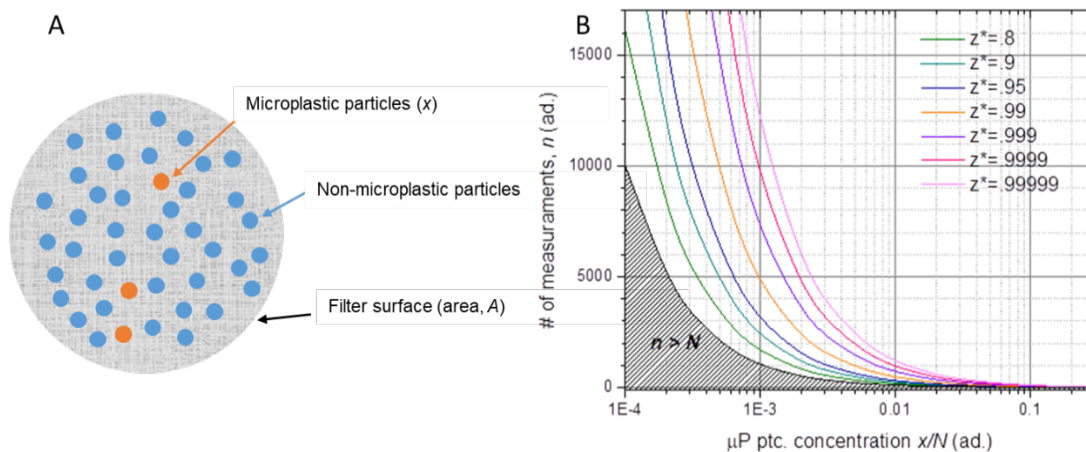 A
Microplastic particles (x)
Non-microplastic particles
Filter surface (area, A)
B
# of measuraments, n (ad.)
15000
10000
5000
0
n > N
z*=.8
z*=.9
z*=.95
z*=.99
z*=.999
z*=.9999
z*=.99999
1E-4
1E-3
0.01
0.1
μP ptc. concentration x/N (ad.)